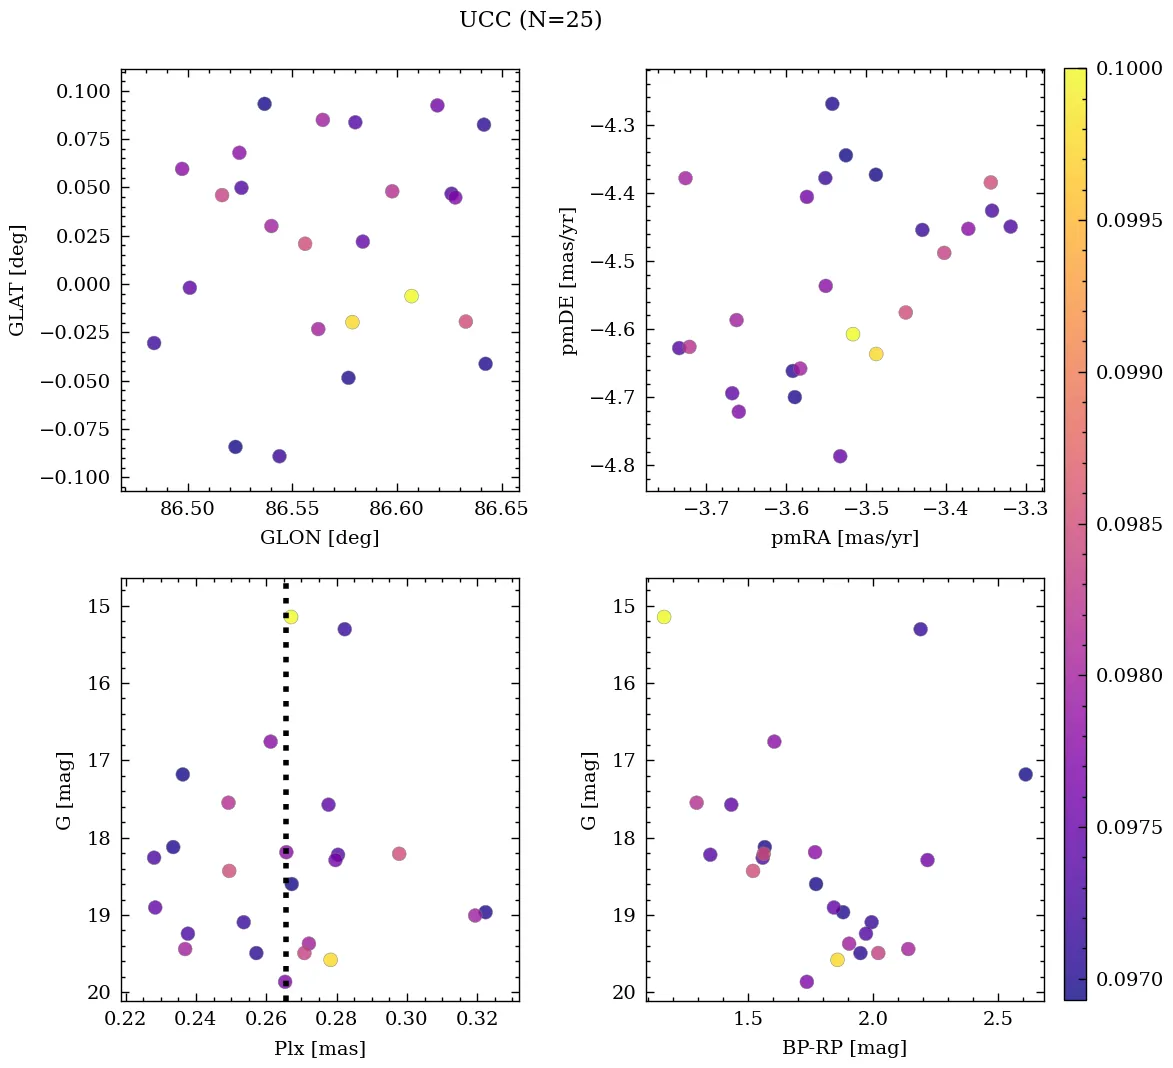 UCC (N=25)
0.100
0.075
0.050
0.025
0.000
−0.025
−0.050
−0.075
−0.100
GLAT [deg]
86.50 86.55 86.60 86.65
GLON [deg]
−4.3
−4.4
−4.5
−4.6
−4.7
−4.8
pmDE [mas/yr]
−3.7 −3.6 −3.5 −3.4 −3.3
pmRA [mas/yr]
15
16
17
18
19
20
G [mag]
0.22 0.24 0.26 0.28 0.30 0.32
Plx [mas]
15
16
17
18
19
20
G [mag]
1.5 2.0 2.5
BP-RP [mag]
0.1000
0.0995
0.0990
0.0985
0.0980
0.0975
0.0970